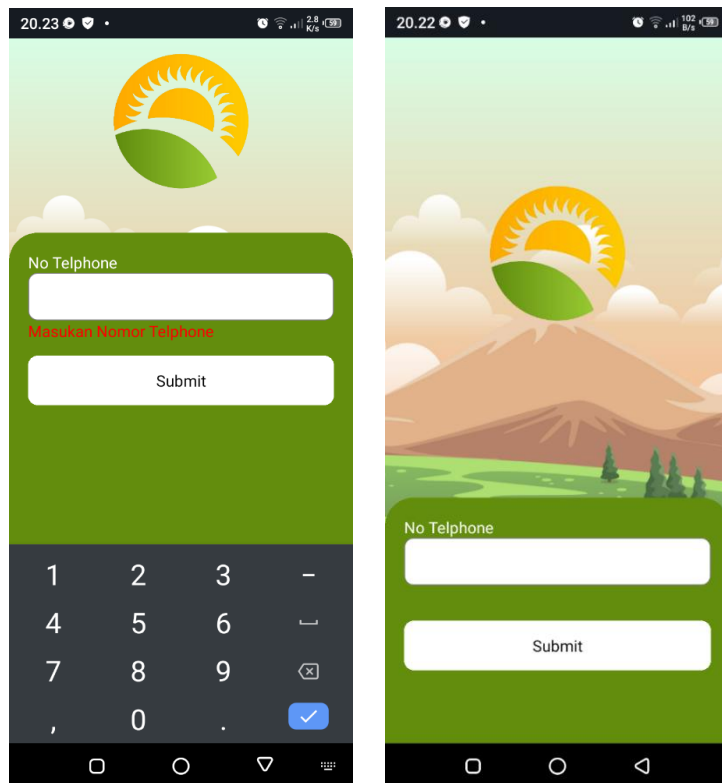 20.23
2.8
K/s
59
No Telphone
Masukan Nomor Telphone
Submit
1 2 3 –
4 5 6
7 8 9
, 0 .
20.22
102
B/s
59
No Telphone
Submit